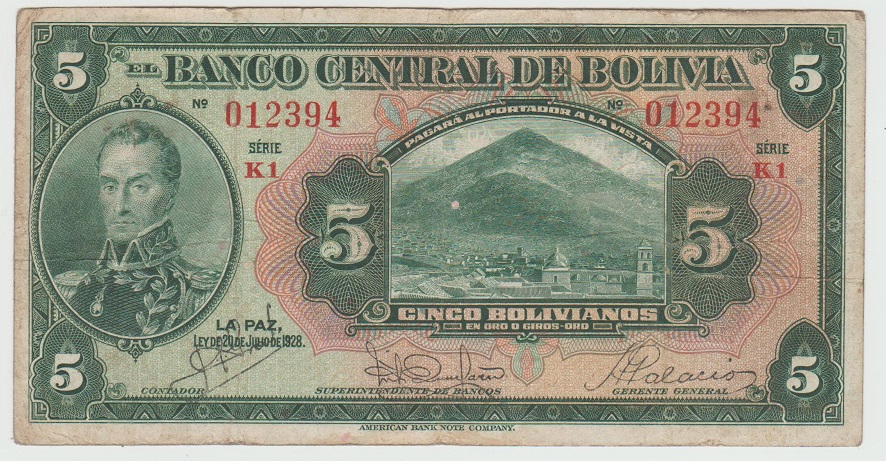 5 EL BANCO CENTRAL DE BOLIVIA 5
Nº 012394 Nº 012394
PAGARÁ AL PORTADOR A LA VISTA
SÉRIE K1 SÉRIE K1
5 5
CINCO BOLIVIANOS
EN ORO O GIROS-ORO
LA PAZ,
LEY DE 20 DE JULIO DE 1928.
5 5
CONTADOR SUPERINTENDENTE DE BANCOS GERENTE GENERAL
AMERICAN BANK NOTE COMPANY.